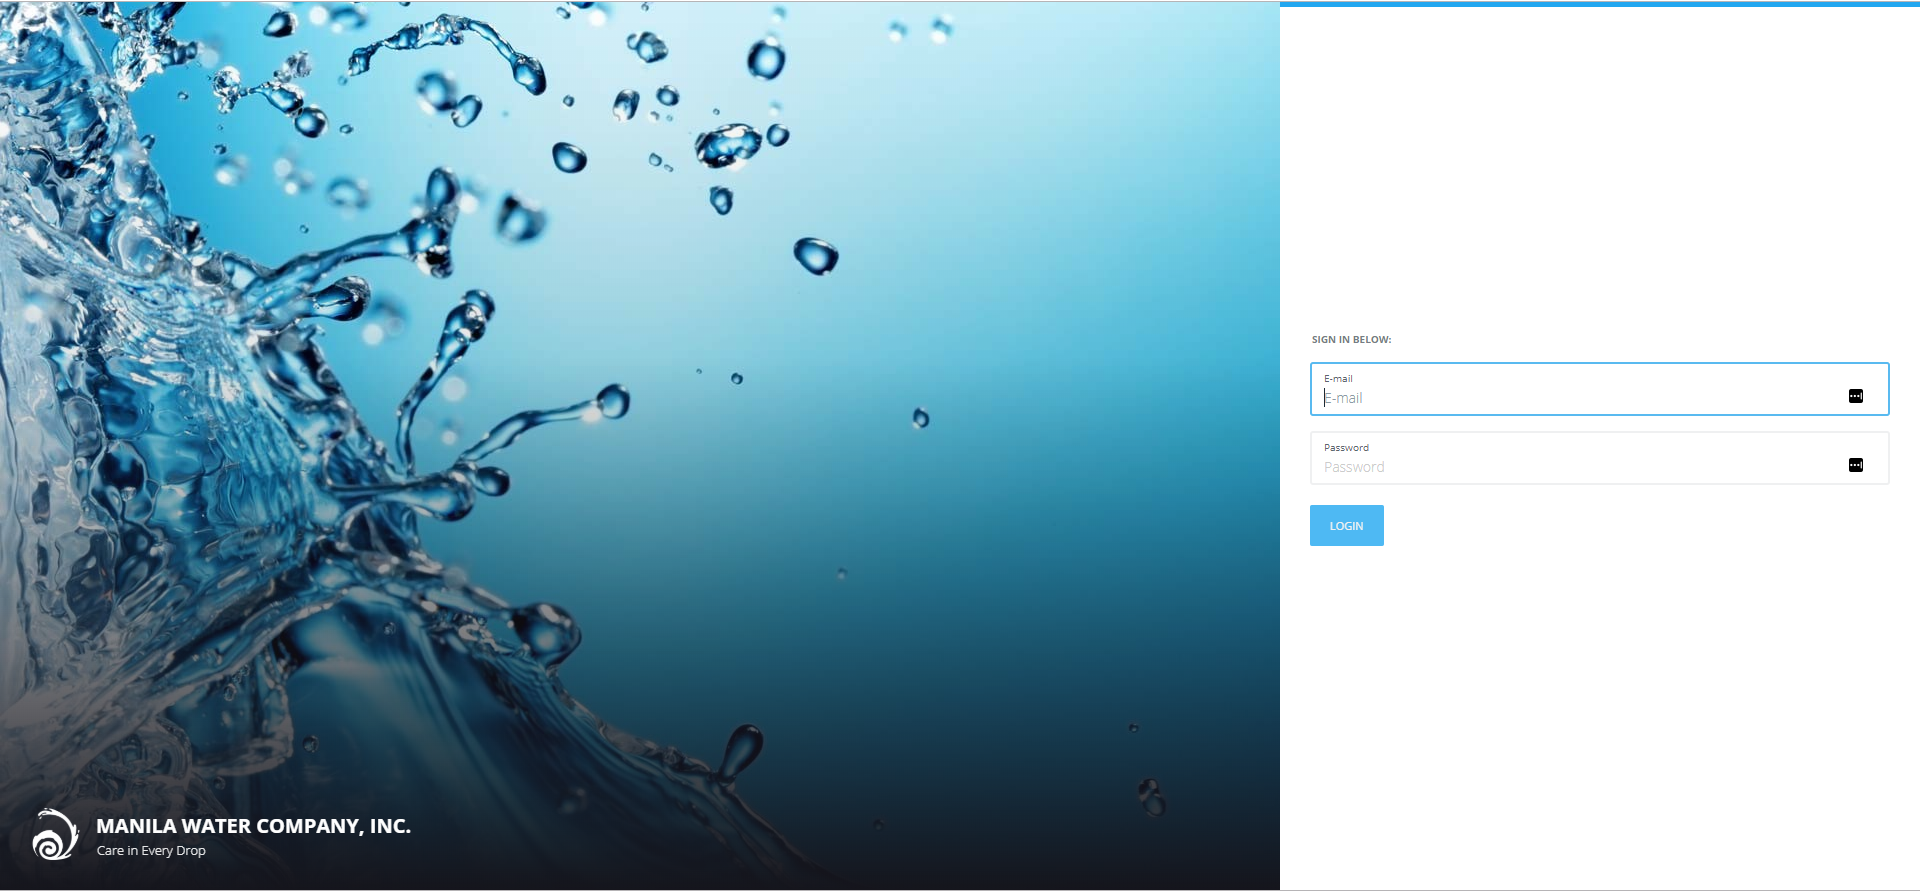 SIGN IN BELOW:
E-mail
E-mail
Password
Password
LOGIN
MANILA WATER COMPANY, INC.
Care in Every Drop